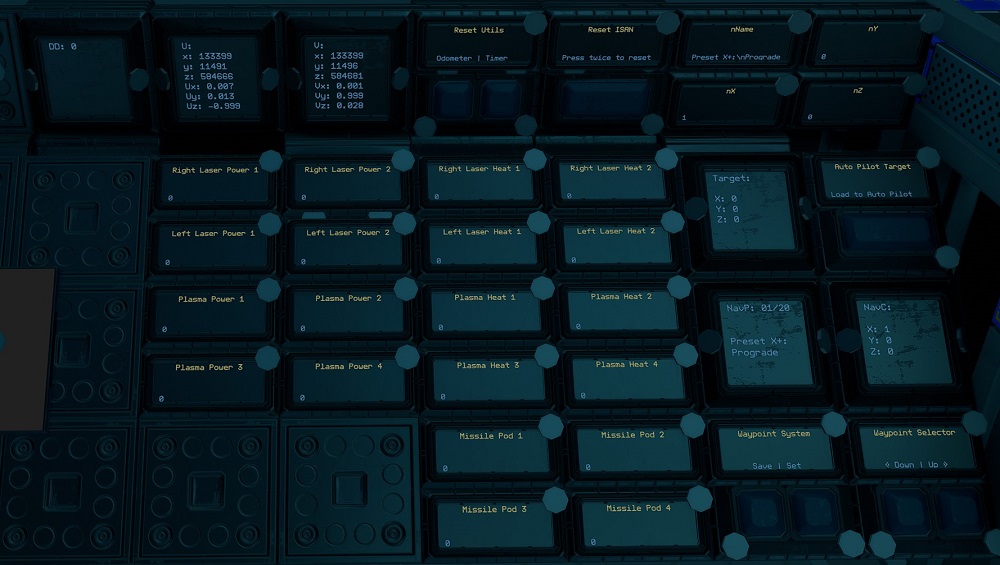 DD: 0
U:
x: 133399
y: 11491
z: 584666
Ux: 0.007
Uy: 0.013
Uz: -0.999
V:
x: 133399
y: 11496
z: 584681
Vx: 0.001
Vy: 0.999
Vz: 0.028
Reset Utils
Odometer | Timer
Reset ISAN
Press twice to reset
nName
Preset X+:\nPrograde
nY
0
nX
1
nZ
0
Right Laser Power 1
0
Right Laser Power 2
0
Right Laser Heat 1
0
Right Laser Heat 2
0
Target:
X: 0
Y: 0
Z: 0
Auto Pilot Target
Load to Auto Pilot
Left Laser Power 1
0
Left Laser Power 2
0
Left Laser Heat 1
0
Left Laser Heat 2
0
Plasma Power 1
0
Plasma Power 2
0
Plasma Heat 1
0
Plasma Heat 2
0
NavP: 01/20
Preset X+:
Prograde
NavC:
X: 1
Y: 0
Z: 0
Plasma Power 3
0
Plasma Power 4
0
Plasma Heat 3
0
Plasma Heat 4
0
Missile Pod 1
0
Missile Pod 2
0
Waypoint System
Save | Set
Waypoint Selector
◊ Down | Up ◊
Missile Pod 3
0
Missile Pod 4
0